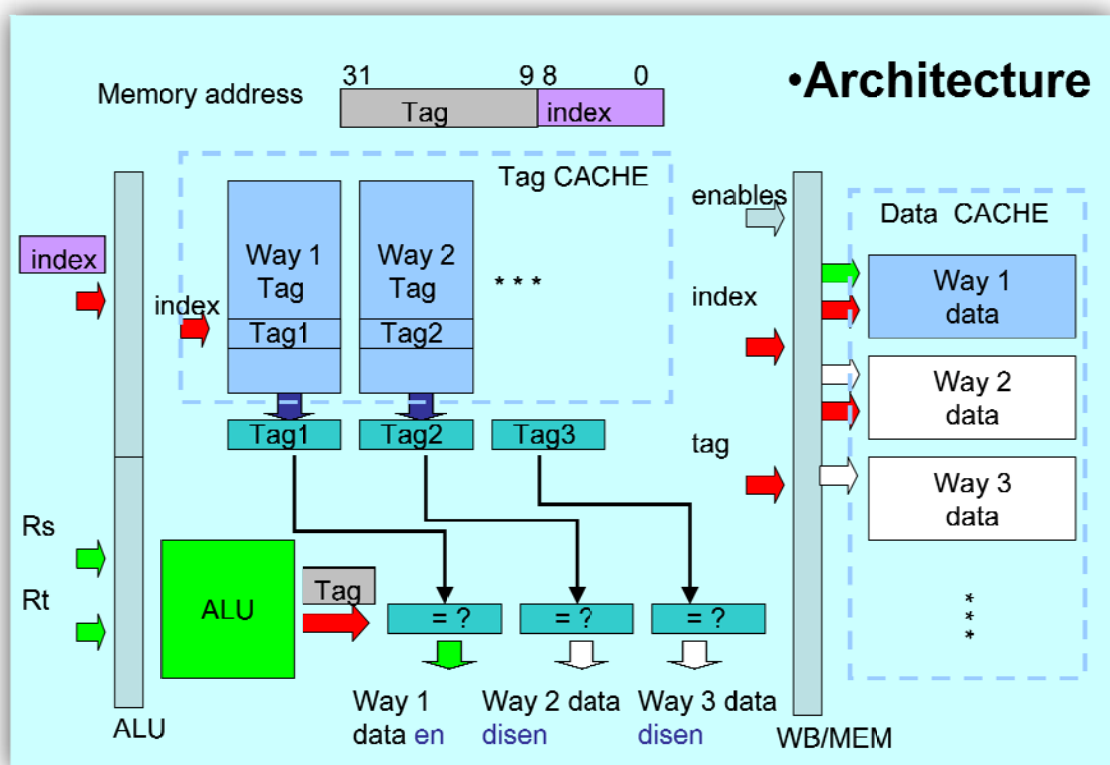 •Architecture
31 9 8 0
Memory address
Tag index
Tag CACHE
enables
Data CACHE
index
Way 1
Tag
Way 2
Tag
* * *
index
index
Way 1
data
Tag1 Tag2
Way 2
data
Tag1 Tag2 Tag3
tag
Way 3
data
Rs
Rt
ALU
Tag
* * *
= ? = ? = ?
Way 1
data en
Way 2 data
disen
Way 3 data
disen
ALU
WB/MEM